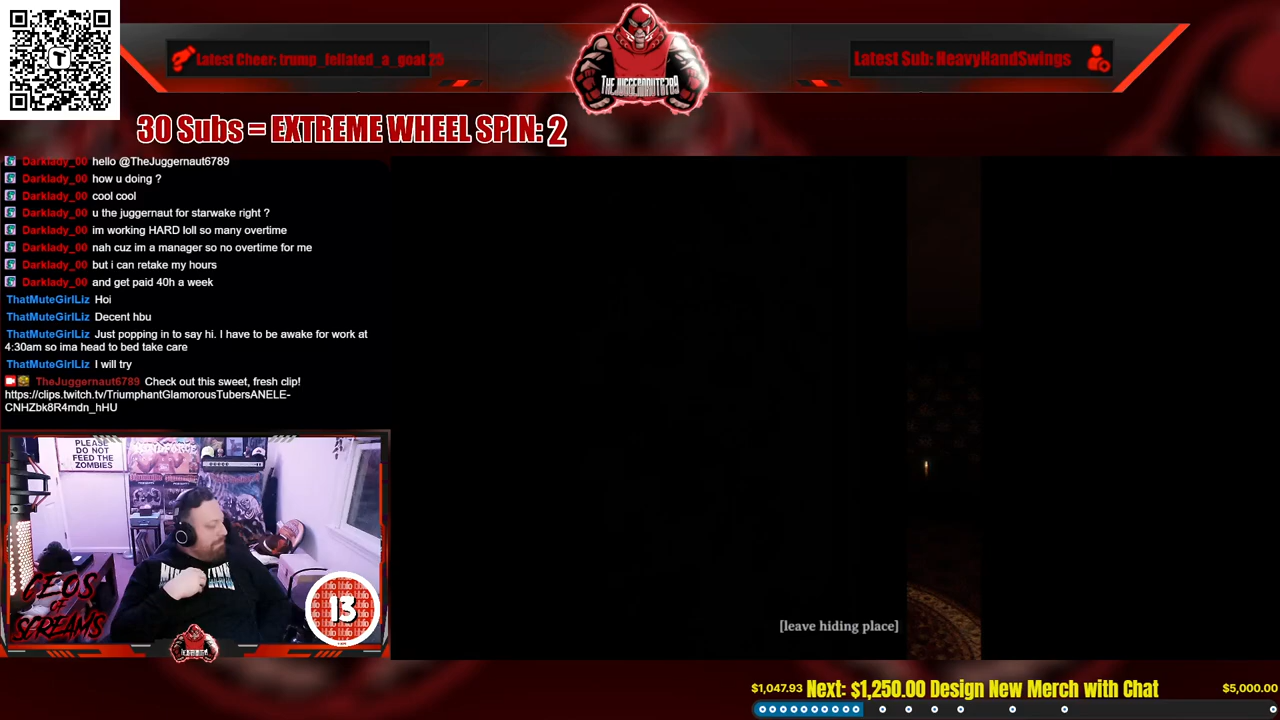 Latest Cheer: trump_fellated_a_goat 25
THEJUGGERNAUT6789
Latest Sub: HeavyHandSwings
30 Subs = EXTREME WHEEL SPIN: 2
Darklady_00 hello @TheJuggernaut6789
Darklady_00 how u doing ?
Darklady_00 cool cool
Darklady_00 u the juggernaut for starwake right ?
Darklady_00 im working HARD loll so many overtime
Darklady_00 nah cuz im a manager so no overtime for me
Darklady_00 but i can retake my hours
Darklady_00 and get paid 40h a week
ThatMuteGirlLiz Hoi
ThatMuteGirlLiz Decent hbu
ThatMuteGirlLiz Just popping in to say hi. I have to be awake for work at
4:30am so ima head to bed take care
ThatMuteGirlLiz I will try
TheJuggernaut6789 Check out this sweet, fresh clip!
https://clips.twitch.tv/TriumphantGlamorousTubersANELE-
CNHZbk8R4mdn_hHU
PLEASE
DO NOT
FEED THE
ZOMBIES
GEOS
OF
SCREAMS
13
[leave hiding place]
$1,047.93 Next: $1,250.00 Design New Merch with Chat $5,000.00